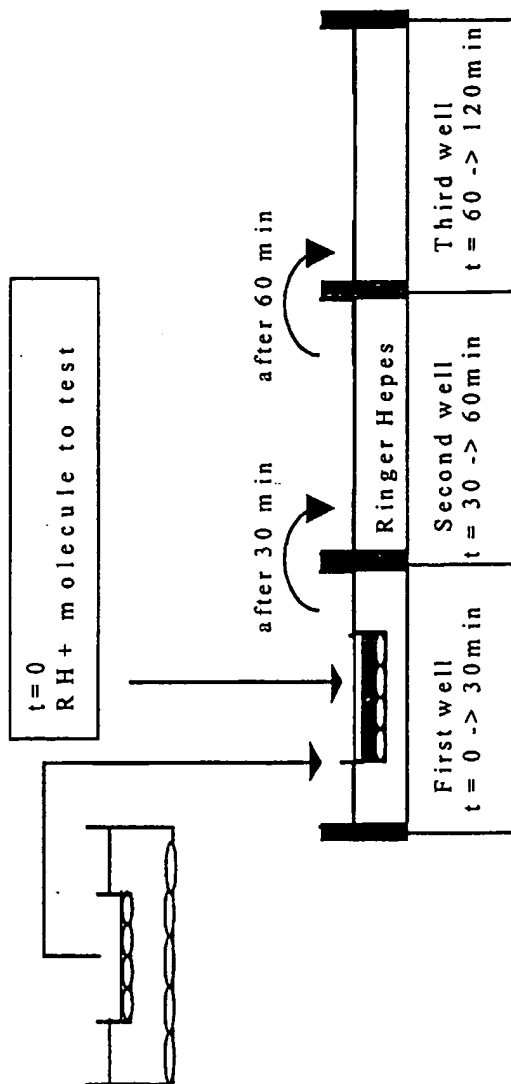 t=0
RH+ molecule to test
after 30 min
after 60 min
Ringer Hepes
First well
t = 0 -> 30min
Second well
t = 30 -> 60min
Third well
t = 60 -> 120min